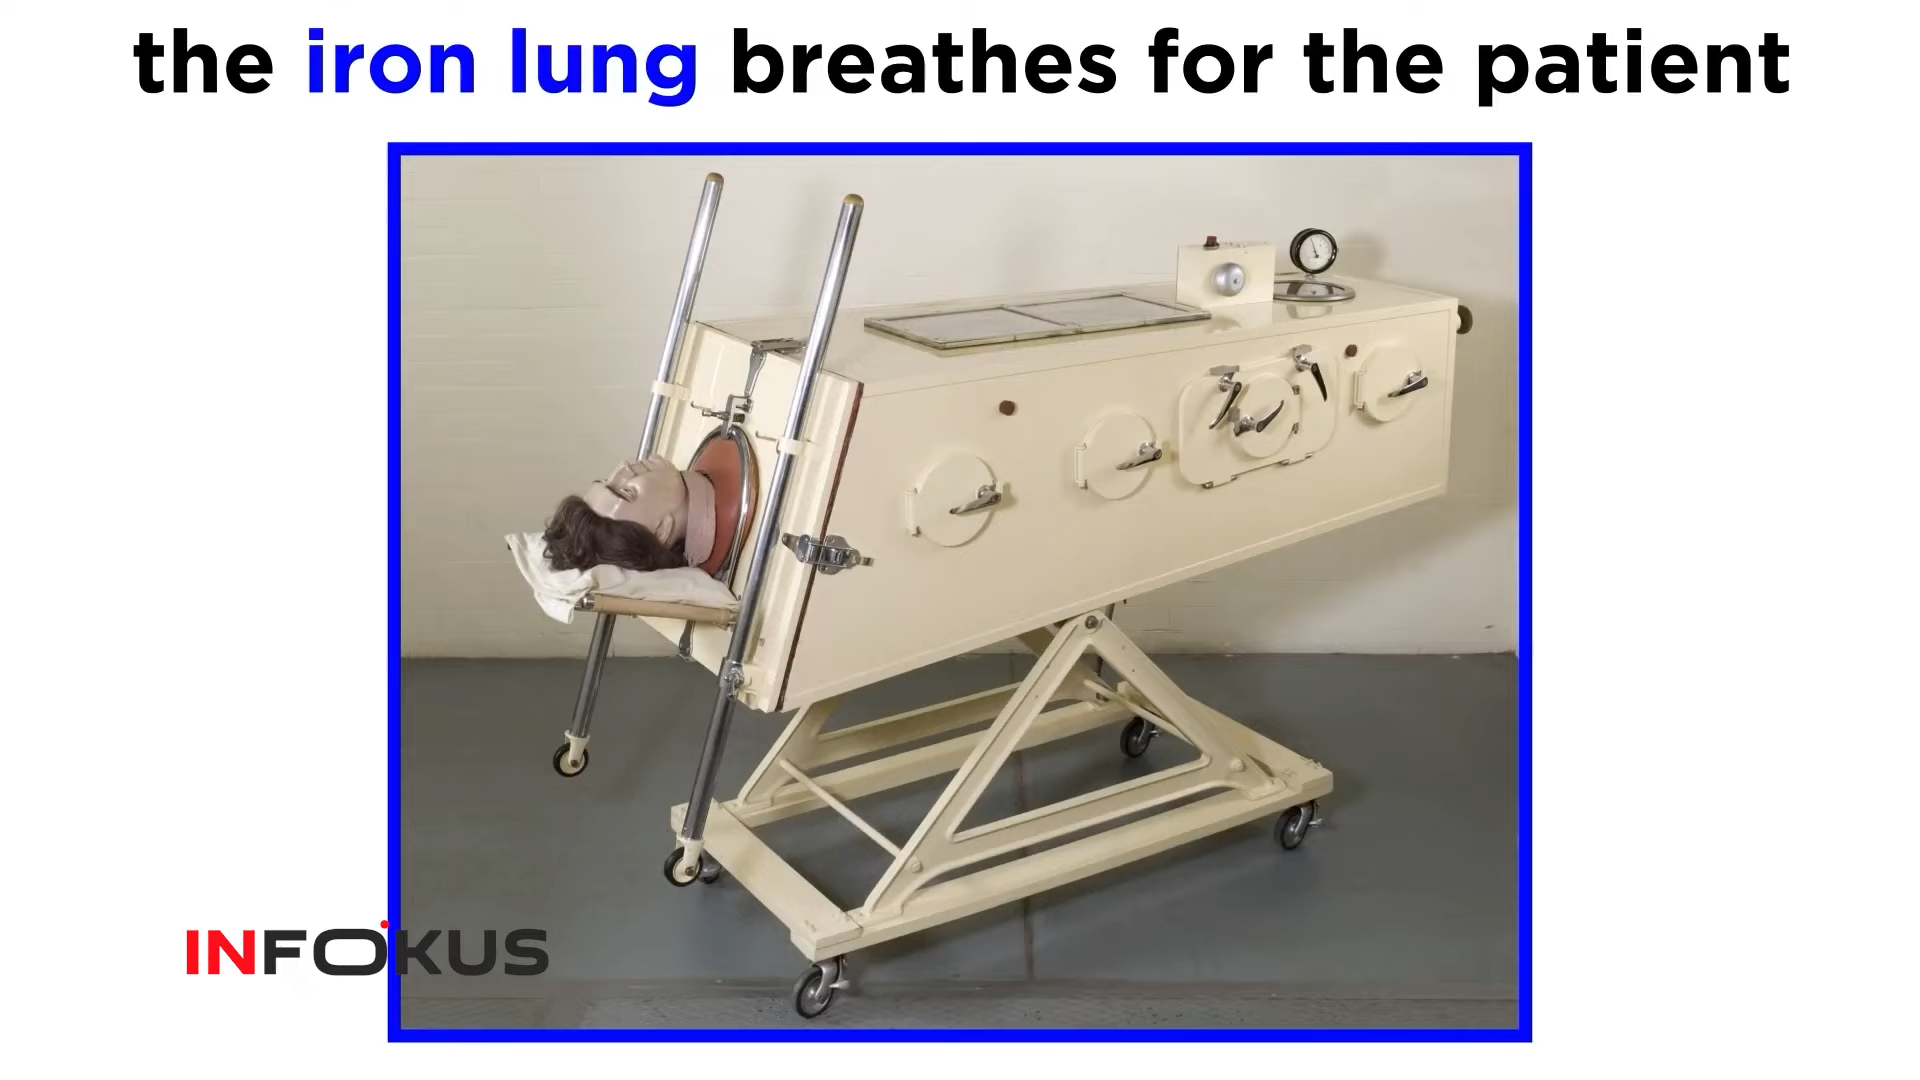 the iron lung breathes for the patient
INFOKUS